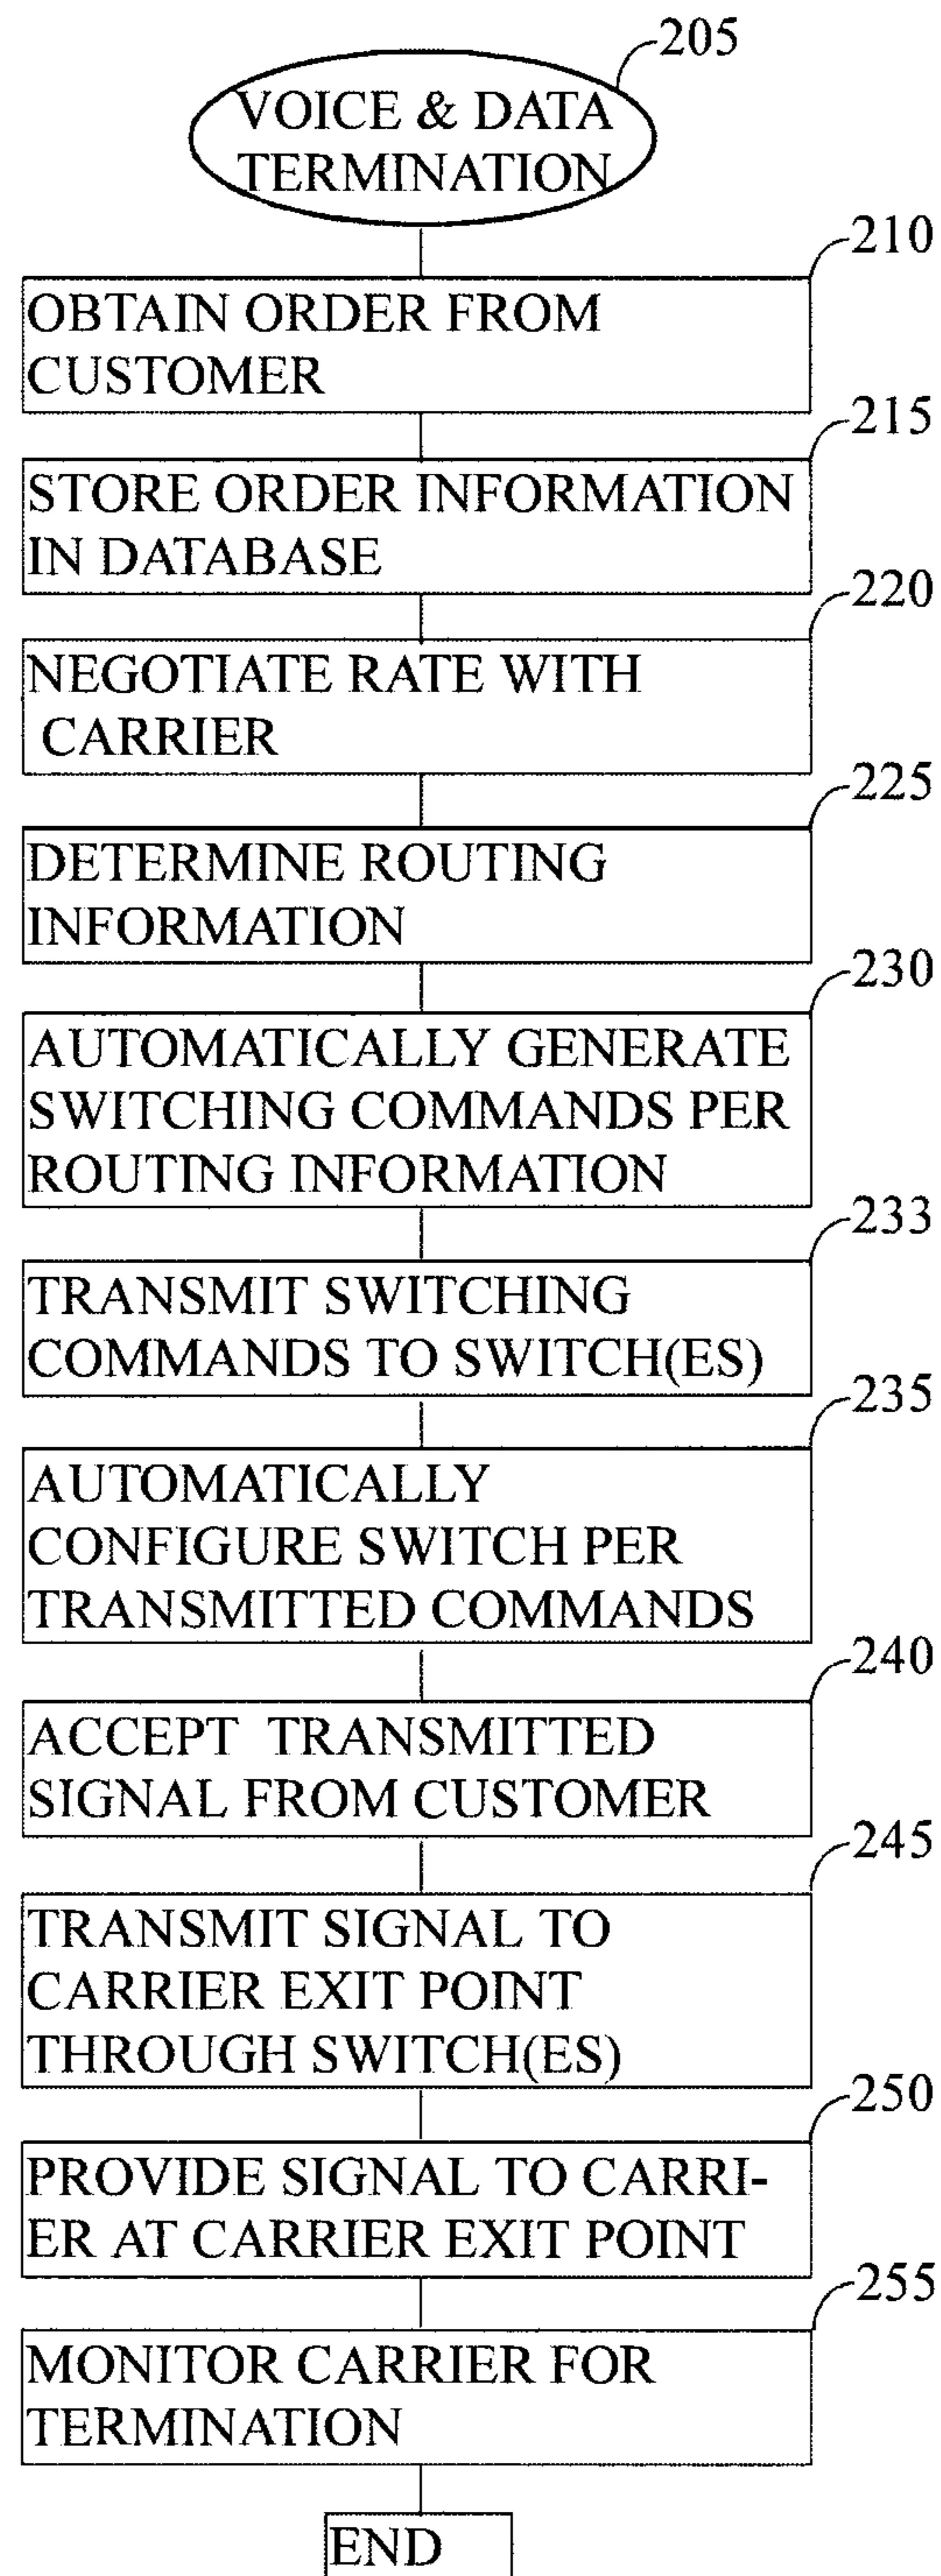 205
VOICE & DATA
TERMINATION
210
OBTAIN ORDER FROM
CUSTOMER
215
STORE ORDER INFORMATION
IN DATABASE
220
NEGOTIATE RATE WITH
CARRIER
225
DETERMINE ROUTING
INFORMATION
230
AUTOMATICALLY GENERATE
SWITCHING COMMANDS PER
ROUTING INFORMATION
233
TRANSMIT SWITCHING
COMMANDS TO SWITCH(ES)
235
AUTOMATICALLY
CONFIGURE SWITCH PER
TRANSMITTED COMMANDS
240
ACCEPT TRANSMITTED
SIGNAL FROM CUSTOMER
245
TRANSMIT SIGNAL TO
CARRIER EXIT POINT
THROUGH SWITCH(ES)
250
PROVIDE SIGNAL TO CARRI-
ER AT CARRIER EXIT POINT
255
MONITOR CARRIER FOR
TERMINATION
END